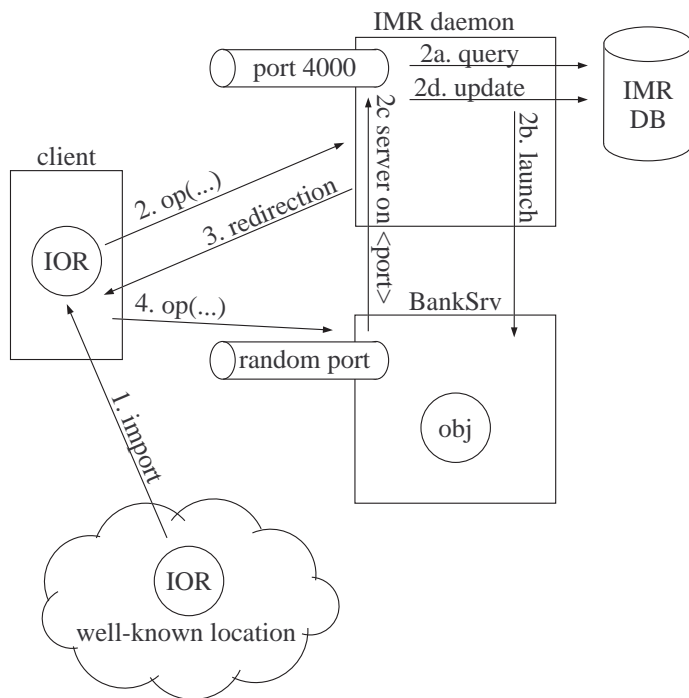 IMR daemon
port 4000
2a. query
2d. update
IMR
DB
2c server on <port>
2b. launch
client
2. op(...)
3. redirection
IOR
4. op(...)
BankSrv
random port
obj
1. import
IOR
well-known location